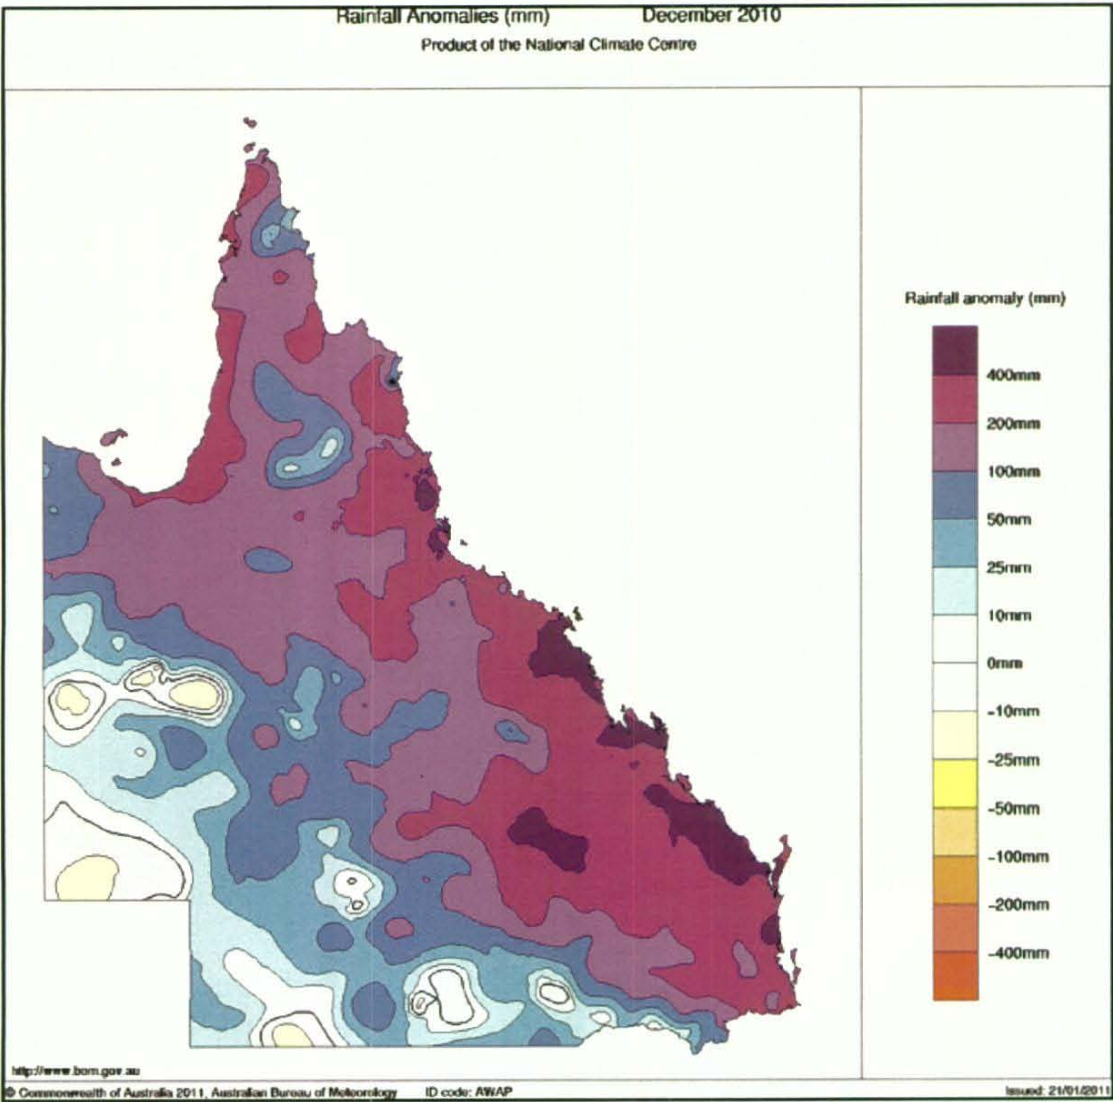 Rainfall Anomalies (mm) December 2010
Product of the National Climate Centre
Rainfall anomaly (mm)
400mm
200mm
100mm
50mm
25mm
10mm
0mm
-10mm
-25mm
-50mm
-100mm
-200mm
-400mm
http://www.bom.gov.au
© Commonwealth of Australia 2011, Australian Bureau of Meteorology ID code: AWAP Issued: 21/01/2011